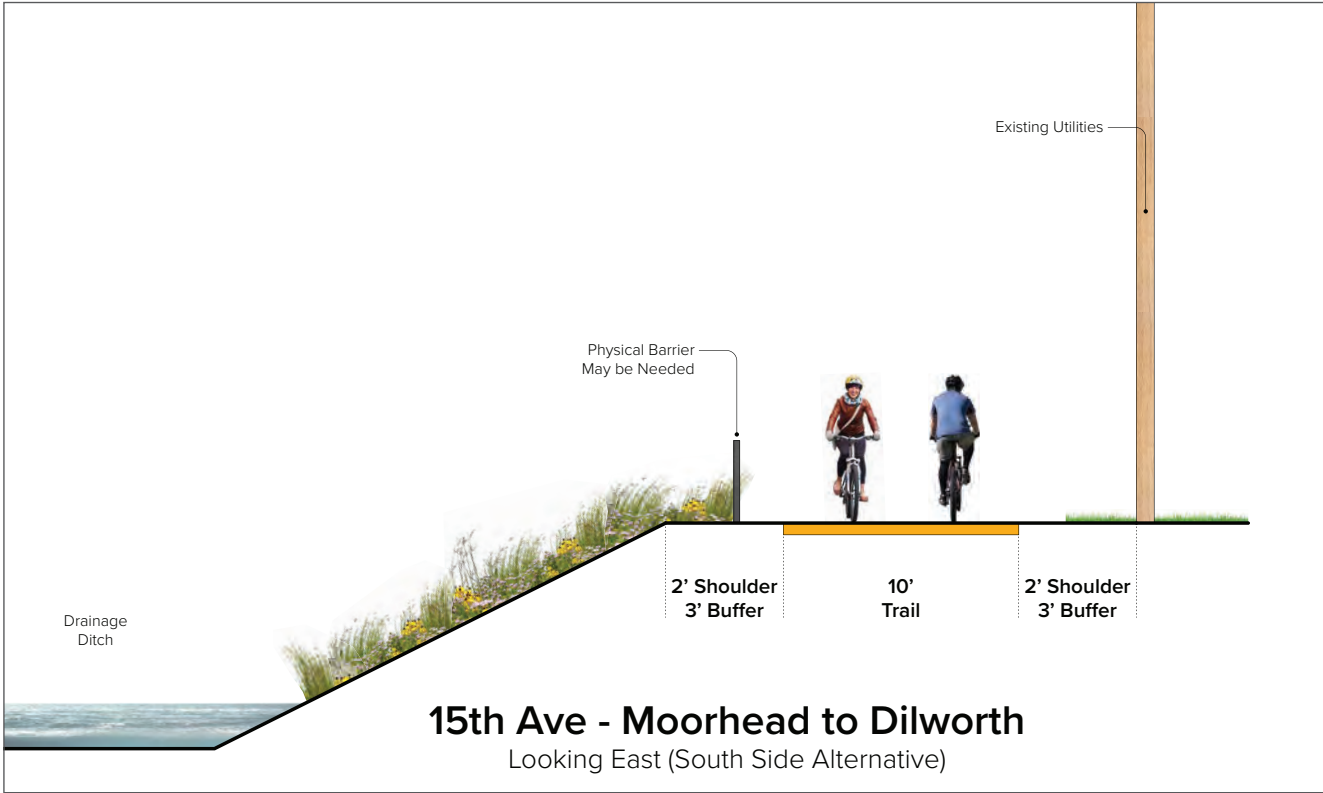 Existing Utilities
Physical Barrier
May be Needed
2’ Shoulder
3’ Buffer
10’
Trail
2’ Shoulder
3’ Buffer
Drainage
Ditch
15th Ave - Moorhead to Dilworth
Looking East (South Side Alternative)